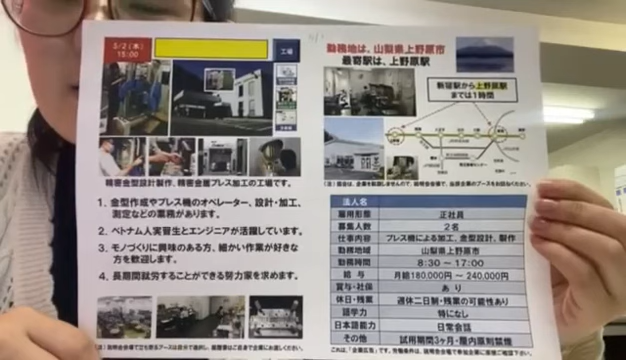 3/2(水)
15:00
工場
精密金型設計製作、精密金属プレス加工の工場です。
1. 金型作成やプレス機のオペレーター、設計・加工、
測定などの業務があります。
2. ベトナム人実習生とエンジニアが活躍しています。
3. モノづくりに興味のある方、細かい作業が好きな
方を歓迎します。
4. 長期間就労することができる努力家を求めます。
勤務地は、山梨県上野原市
最寄駅は、上野原駅
新宿駅から上野原駅
までは1時間
法人名
雇用形態 正社員
募集人数 2名
仕事内容 プレス機による加工、金型設計、製作
勤務地域 山梨県上野原市
勤務時間 8:30 ~ 17:00
給 与 月給180,000円 ~ 240,000円
賞与・社保 あ り
休日・残業 週休二日制・残業の可能性あり
語学力 特になし
日本語能力 日常会話
その他 試用期間3ヶ月・屋内原則禁煙